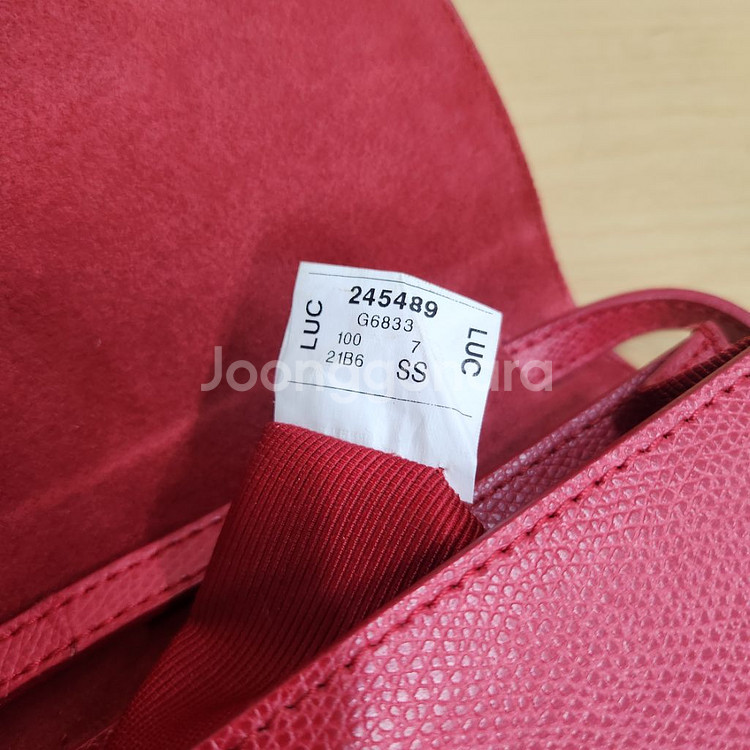 245489
G6833
100 7
21B6 SS
LUC
LUC
Joonggonara